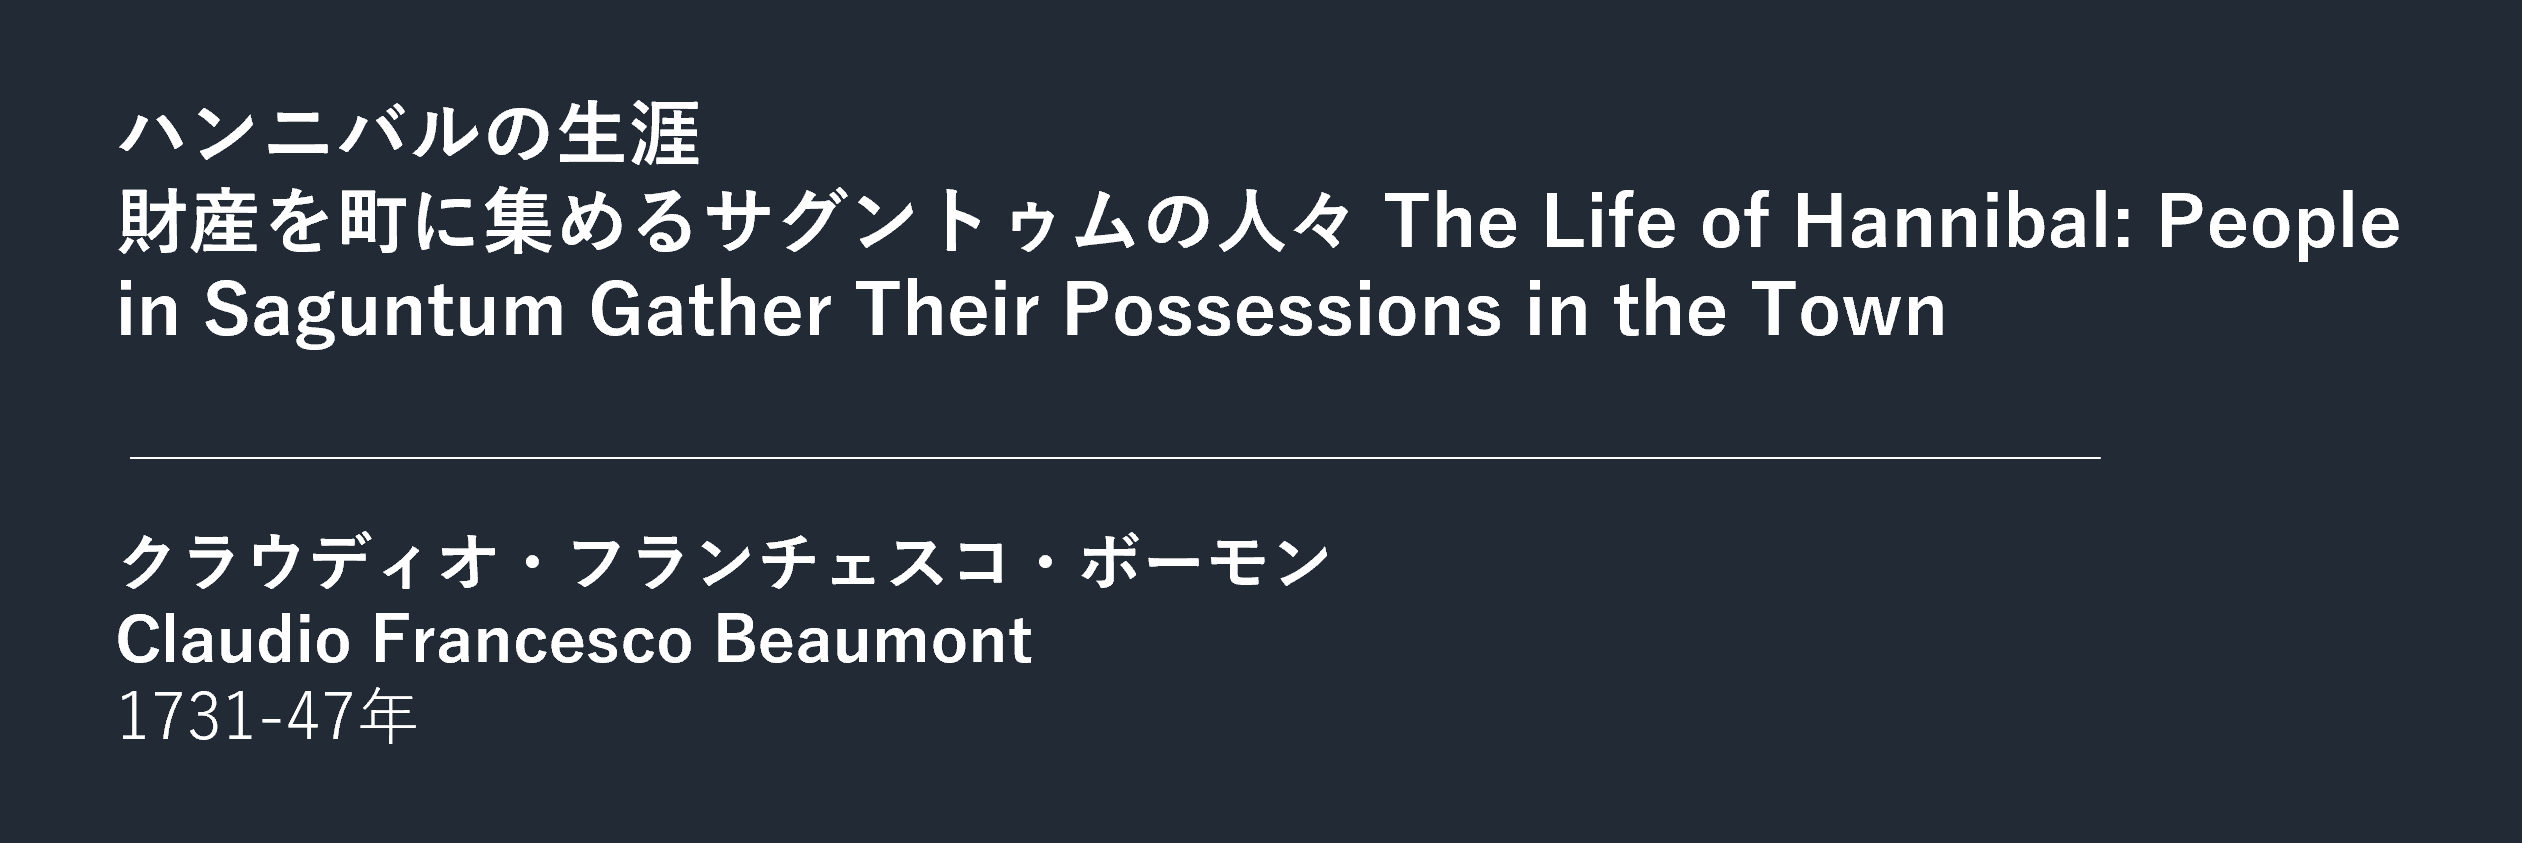 ハンニバルの生涯
財産を町に集めるサグントゥムの人々 The Life of Hannibal: People
in Saguntum Gather Their Possessions in the Town
クラウディオ・フランチェスコ・ボーモン
Claudio Francesco Beaumont
1731-47年